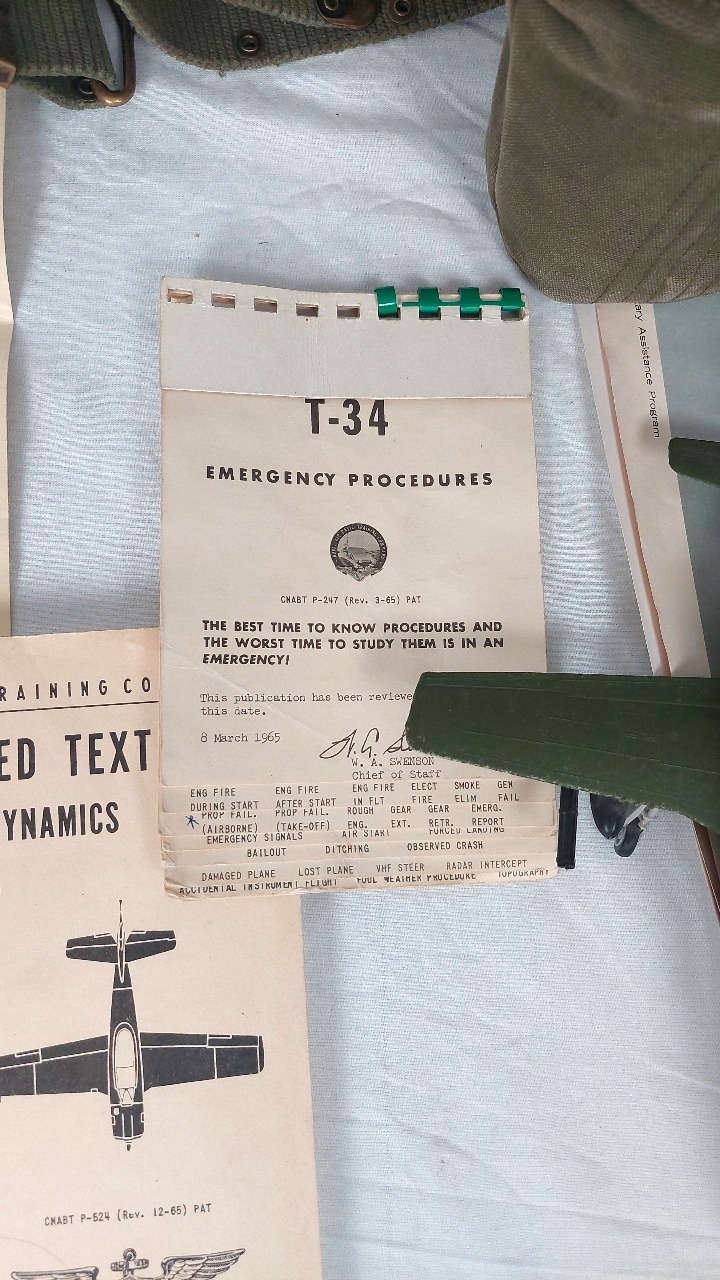 T-34
EMERGENCY PROCEDURES
CNABT P-247 (Rev. 3-65) PAT
THE BEST TIME TO KNOW PROCEDURES AND
THE WORST TIME TO STUDY THEM IS IN AN
EMERGENCY!
This publication has been reviewe
this date.
8 March 1965
W. A. SWENSON
Chief of Staff
ENG FIRE ENG FIRE ENG FIRE ELECT SMOKE GEN
DURING START AFTER START IN FLT FIRE ELIM FAIL
PROP FAIL. PROP FAIL. ROUGH GEAR GEAR EMERG.
(AIRBORNE) (TAKE-OFF) ENG. EXT. RETR. REPORT
EMERGENCY SIGNALS AIR START FORCED LANDING
BAILOUT DITCHING OBSERVED CRASH
DAMAGED PLANE LOST PLANE VHF STEER RADAR INTERCEPT
ACCIDENTAL INSTRUMENT FLIGHT FOUL WEATHER PROCEDURE TOPOGRAPHY
RAINING CO
ED TEXT
YNAMICS
CNABT P-524 (Rev. 12-65) PAT
ary Assistance Program